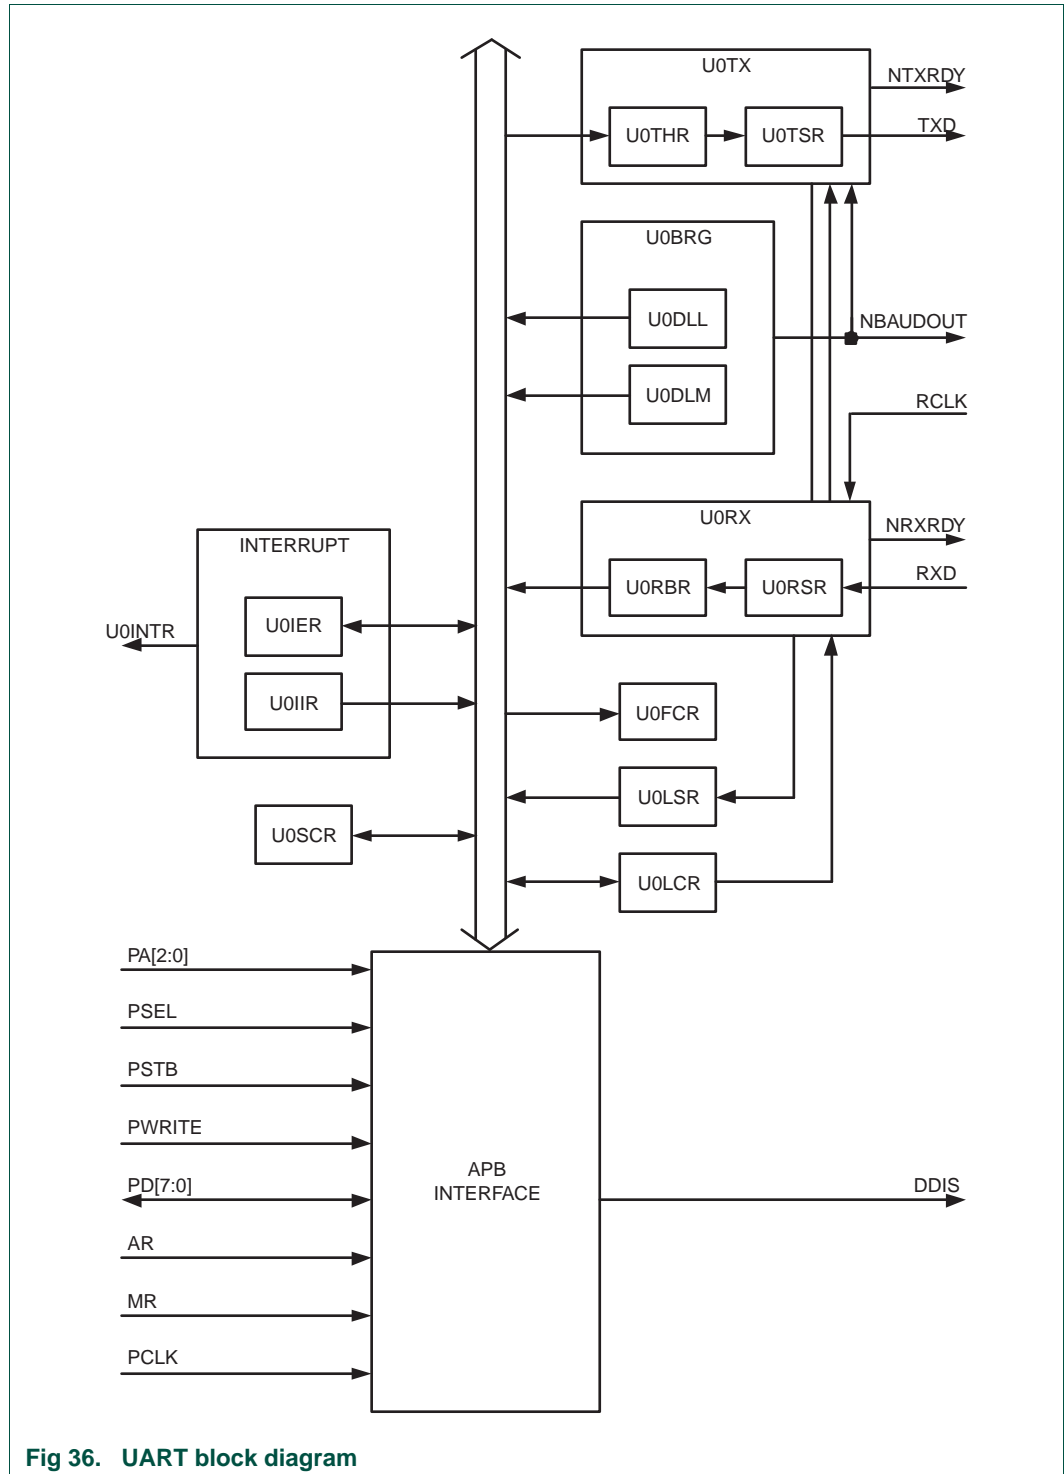 U0TX
NTXRDY
U0THR
U0TSR
TXD
U0BRG
U0DLL
NBAUDOUT
U0DLM
RCLK
U0RX
NRXRDY
INTERRUPT
U0RBR
U0RSR
RXD
U0IER
U0INTR
U0IIR
U0FCR
U0LSR
U0SCR
U0LCR
PA[2:0]
PSEL
PSTB
PWRITE
APB
INTERFACE
PD[7:0]
DDIS
AR
MR
PCLK
Fig 36. UART block diagram